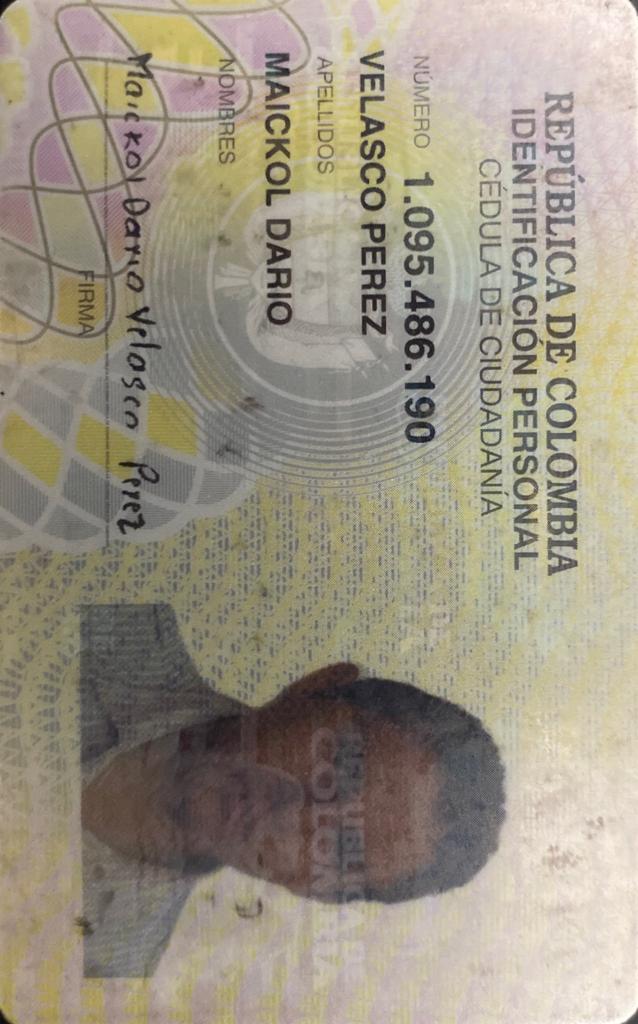 REPÚBLICA DE COLOMBIA
IDENTIFICACIÓN PERSONAL
CÉDULA DE CIUDADANÍA
NÚMERO 1.095.486.190
VELASCO PEREZ
APELLIDOS
MAICKOL DARIO
NOMBRES
Maickol Dario Velasco Perez
FIRMA
REPUBLICA DE
COLOMBIA